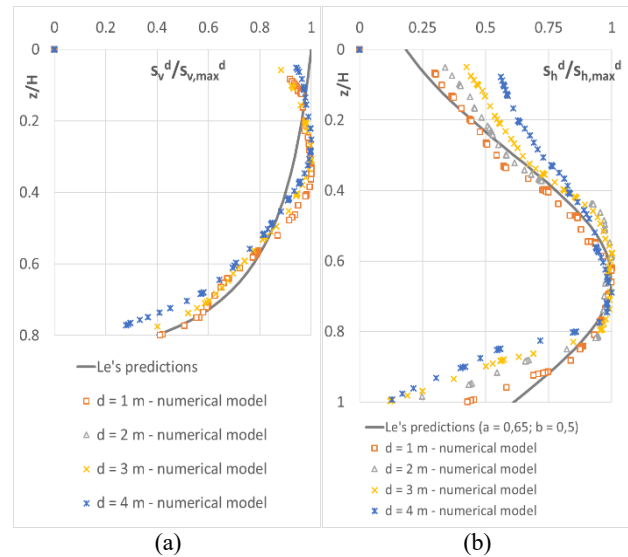 0 0.2 0.4 0.6 0.8 1
s_v^d/s_v,max^d
z/H
0
0.2
0.4
0.6
0.8
Le's predictions
d = 1 m - numerical model
d = 2 m - numerical model
d = 3 m - numerical model
d = 4 m - numerical model
(a)
0 0.25 0.5 0.75 1
s_h^d/s_h,max^d
z/H
0
0.2
0.4
0.6
0.8
1
Le's predictions (a = 0,65; b = 0,5)
d = 1 m - numerical model
d = 2 m - numerical model
d = 3 m - numerical model
d = 4 m - numerical model
(b)